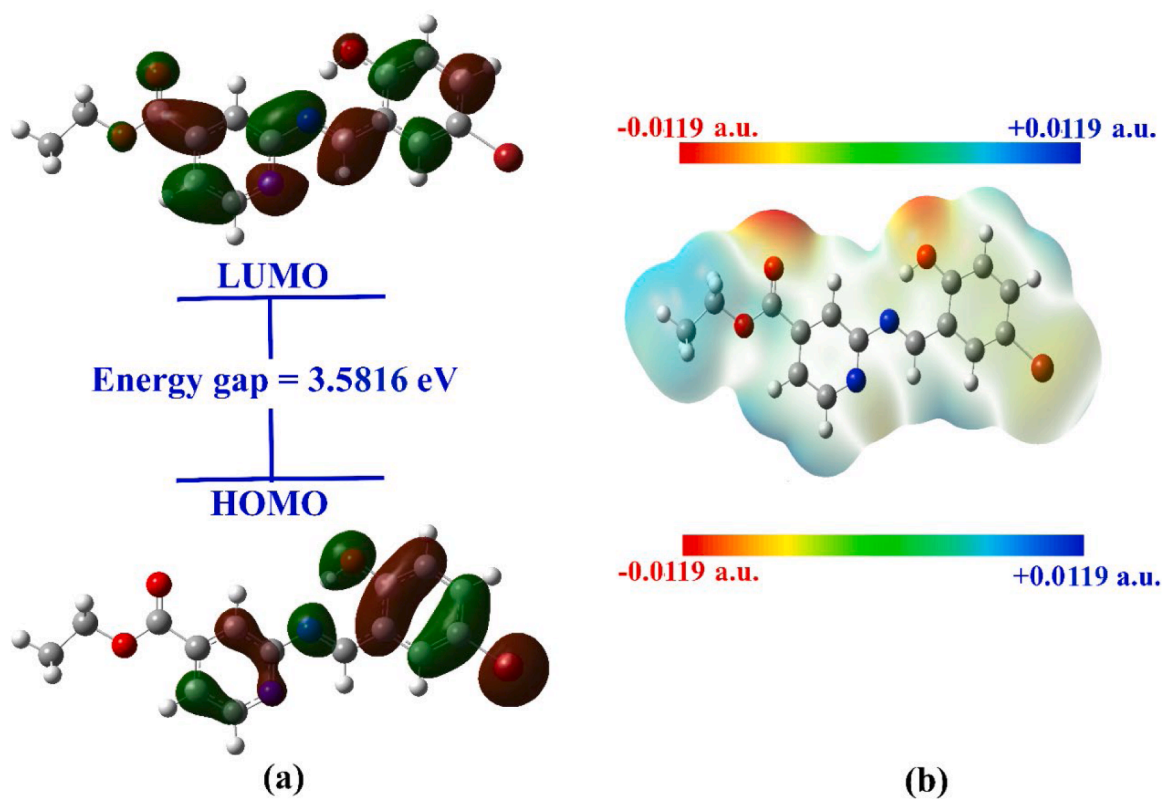 LUMO
Energy gap = 3.5816 eV
HOMO
(a)
-0.0119 a.u. +0.0119 a.u.
-0.0119 a.u. +0.0119 a.u.
(b)